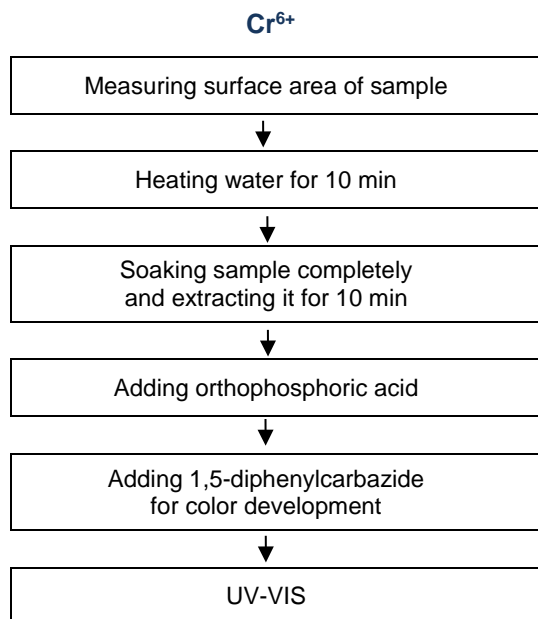 Cr⁶⁺
Measuring surface area of sample
Heating water for 10 min
Soaking sample completely
and extracting it for 10 min
Adding orthophosphoric acid
Adding 1,5-diphenylcarbazide
for color development
UV-VIS